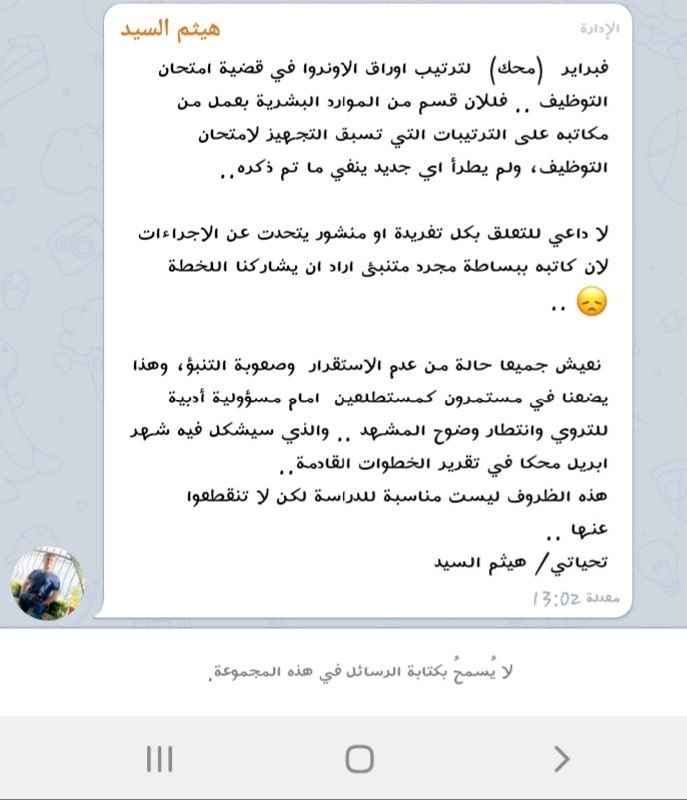 هيثم السيد
الإدارة
فبراير (محك) لترتيب اوراق الاونروا في قضية امتحان
التوظيف .. فللان قسم من الموارد البشرية بعمل من
مكاتبه على الترتيبات التي تسبق التجهيز لامتحان
التوظيف، ولم يطرأ اي جديد ينفي ما تم ذكره..
لا داعي للتعلق بكل تغريدة او منشور يتحدت عن الاجراءات
لان كاتبه ببساطة مجرد متنبئ اراد ان يشاركنا اللخطة
😞 ..
نعيش جميعا حالة من عدم الاستقرار وصعوبة التنبؤ، وهذا
يضعنا في مستمرون كمستطلعين امام مسؤولية أدبية
للتروي وانتطار وضوح المشهد .. والذي سيشكل فيه شهر
ابريل محكا في تقرير الخطوات القادمة..
هذه الظروف ليست مناسبة للدراسة لكن لا تنقطعوا
عنها ..
تحياتي/ هيثم السيد
معدلة 13:02
لا يُسمحُ بكتابة الرسائل في هذه المجموعة.